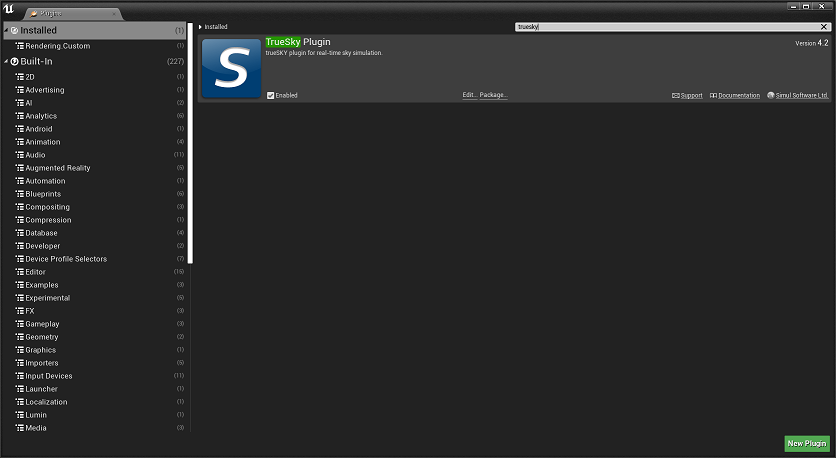 Plugins
Installed (1)
Rendering.Custom (1)
Built-In (227)
2D (1)
Advertising (1)
AI (2)
Analytics (6)
Android (1)
Animation (4)
Audio (11)
Augmented Reality (5)
Automation (1)
Blueprints (6)
Compositing (3)
Compression (1)
Database (4)
Developer (2)
Device Profile Selectors (7)
Editor (16)
Examples (3)
Experimental (5)
FX (3)
Gameplay (3)
Geometry (2)
Graphics (1)
Importers (6)
Input Devices (11)
Launcher (1)
Localization (1)
Lumin (1)
Media (3)
Installed
truesky
S
TrueSky Plugin
Version 4.2
trueSKY plugin for real-time sky simulation.
Enabled
Edit... Package...
Support Documentation Simul Software Ltd.
New Plugin